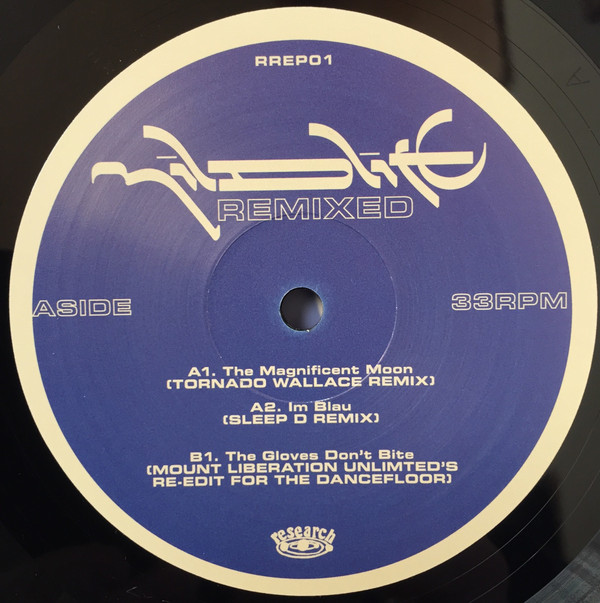 RREP01
MILDLIFE
REMIXED
ASIDE
33RPM
A1. The Magnificent Moon
(TORNADO WALLACE REMIX)
A2. Im Blau
(SLEEP D REMIX)
B1. The Gloves Don't Bite
(MOUNT LIBERATION UNLIMTED'S
RE-EDIT FOR THE DANCEFLOOR)
research